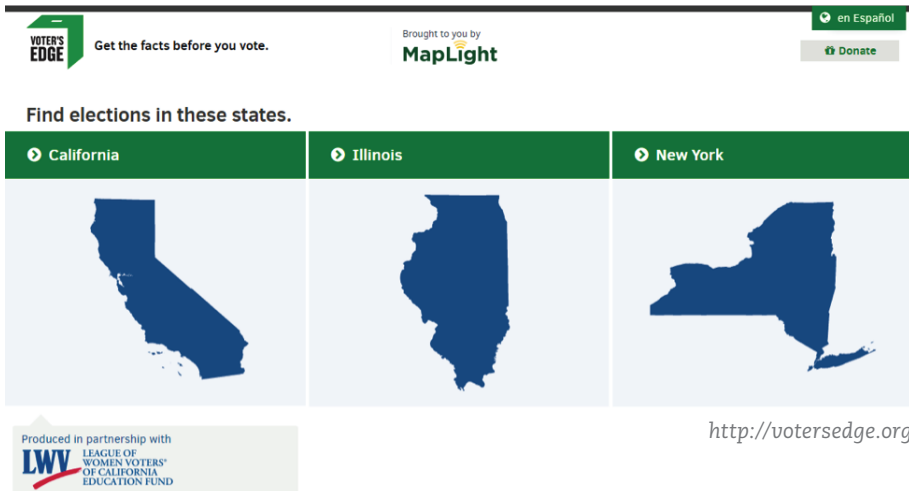 en Español
VOTER'S
EDGE
Get the facts before you vote.
Brought to you by
MapLight
Donate
Find elections in these states.
California
Illinois
New York
Produced in partnership with
LWV
LEAGUE OF
WOMEN VOTERS®
OF CALIFORNIA
EDUCATION FUND
http://votersedge.org